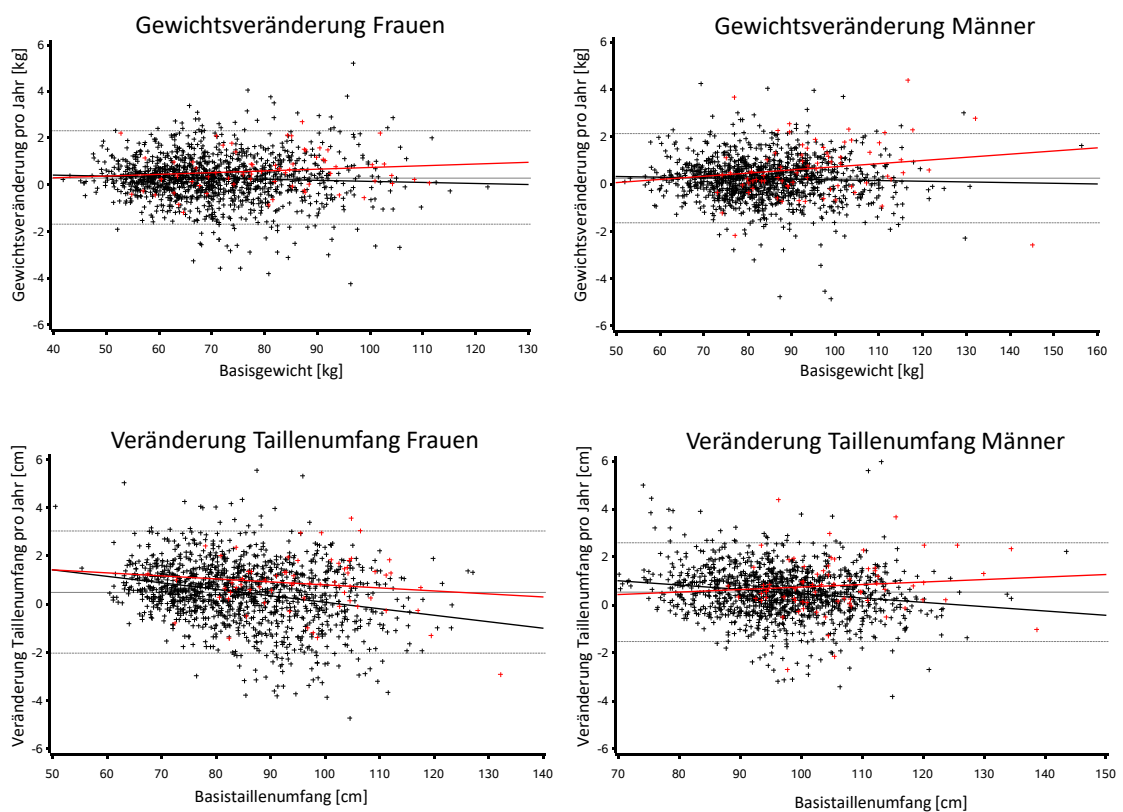 Gewichtsveränderung Frauen
Gewichtsveränderung pro Jahr [kg]
6
4
2
0
-2
-4
-6
40 50 60 70 80 90 100 110 120 130
Basisgewicht [kg]
Gewichtsveränderung Männer
Gewichtsveränderung pro Jahr [kg]
6
4
2
0
-2
-4
-6
50 60 70 80 90 100 110 120 130 140 150 160
Basisgewicht [kg]
Veränderung Taillenumfang Frauen
Veränderung Taillenumfang pro Jahr [cm]
6
4
2
0
-2
-4
-6
50 60 70 80 90 100 110 120 130 140
Basistaillenumfang [cm]
Veränderung Taillenumfang Männer
Veränderung Taillenumfang pro Jahr [cm]
6
4
2
0
-2
-4
-6
70 80 90 100 110 120 130 140 150
Basistaillenumfang [cm]